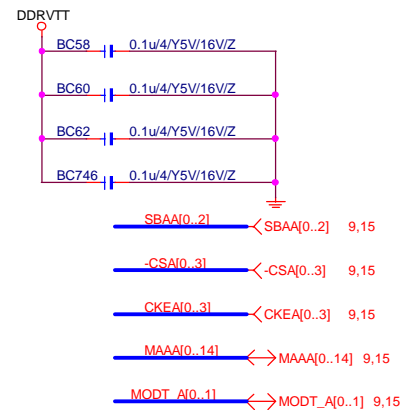 DDRVTT
BC58 0.1u/4/Y5V/16V/Z
BC60 0.1u/4/Y5V/16V/Z
BC62 0.1u/4/Y5V/16V/Z
BC746 0.1u/4/Y5V/16V/Z
SBAA[0..2] SBAA[0..2] 9,15
-CSA[0..3] -CSA[0..3] 9,15
CKEA[0..3] CKEA[0..3] 9,15
MAAA[0..14] MAAA[0..14] 9,15
MODT_A[0..1] MODT_A[0..1] 9,15